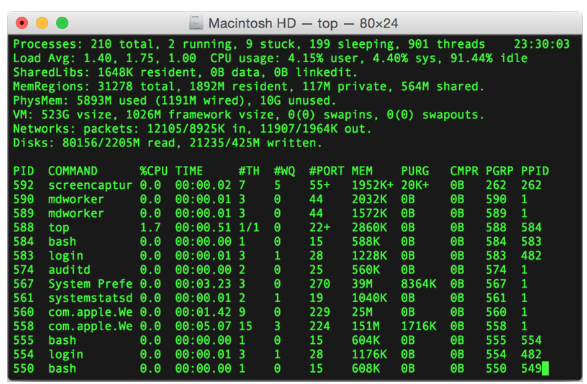 Macintosh HD — top — 80×24
Processes: 210 total, 2 running, 9 stuck, 199 sleeping, 901 threads 23:30:03
Load Avg: 1.40, 1.75, 1.00 CPU usage: 4.15% user, 4.40% sys, 91.44% idle
SharedLibs: 1648K resident, 0B data, 0B linkedit.
MemRegions: 31278 total, 1892M resident, 117M private, 564M shared.
PhysMem: 5893M used (1191M wired), 10G unused.
VM: 523G vsize, 1026M framework vsize, 0(0) swapins, 0(0) swapouts.
Networks: packets: 12105/8925K in, 11907/1964K out.
Disks: 80156/2205M read, 21235/425M written.
PID COMMAND %CPU TIME #TH #WQ #PORT MEM PURG CMPR PGRP PPID
592 screencaptur 0.0 00:00.02 7 5 55+ 1952K+ 20K+ 0B 262 262
590 mdworker 0.0 00:00.01 3 0 44 2032K 0B 0B 590 1
589 mdworker 0.0 00:00.01 3 0 44 1572K 0B 0B 589 1
588 top 1.7 00:00.51 1/1 0 22+ 2860K 0B 0B 588 584
584 bash 0.0 00:00.00 1 0 15 588K 0B 0B 584 583
583 login 0.0 00:00.01 3 1 28 1228K 0B 0B 583 482
574 auditd 0.0 00:00.00 2 0 25 560K 0B 0B 574 1
567 System Prefe 0.0 00:03.23 3 0 270 39M 8364K 0B 567 1
561 systemstatsd 0.0 00:00.01 2 1 19 1040K 0B 0B 561 1
560 com.apple.We 0.0 00:01.42 9 0 229 25M 0B 0B 560 1
558 com.apple.We 0.0 00:05.07 15 3 224 151M 1716K 0B 558 1
555 bash 0.0 00:00.00 1 0 15 604K 0B 0B 555 554
554 login 0.0 00:00.01 3 1 28 1176K 0B 0B 554 482
550 bash 0.0 00:00.00 1 0 15 608K 0B 0B 550 549